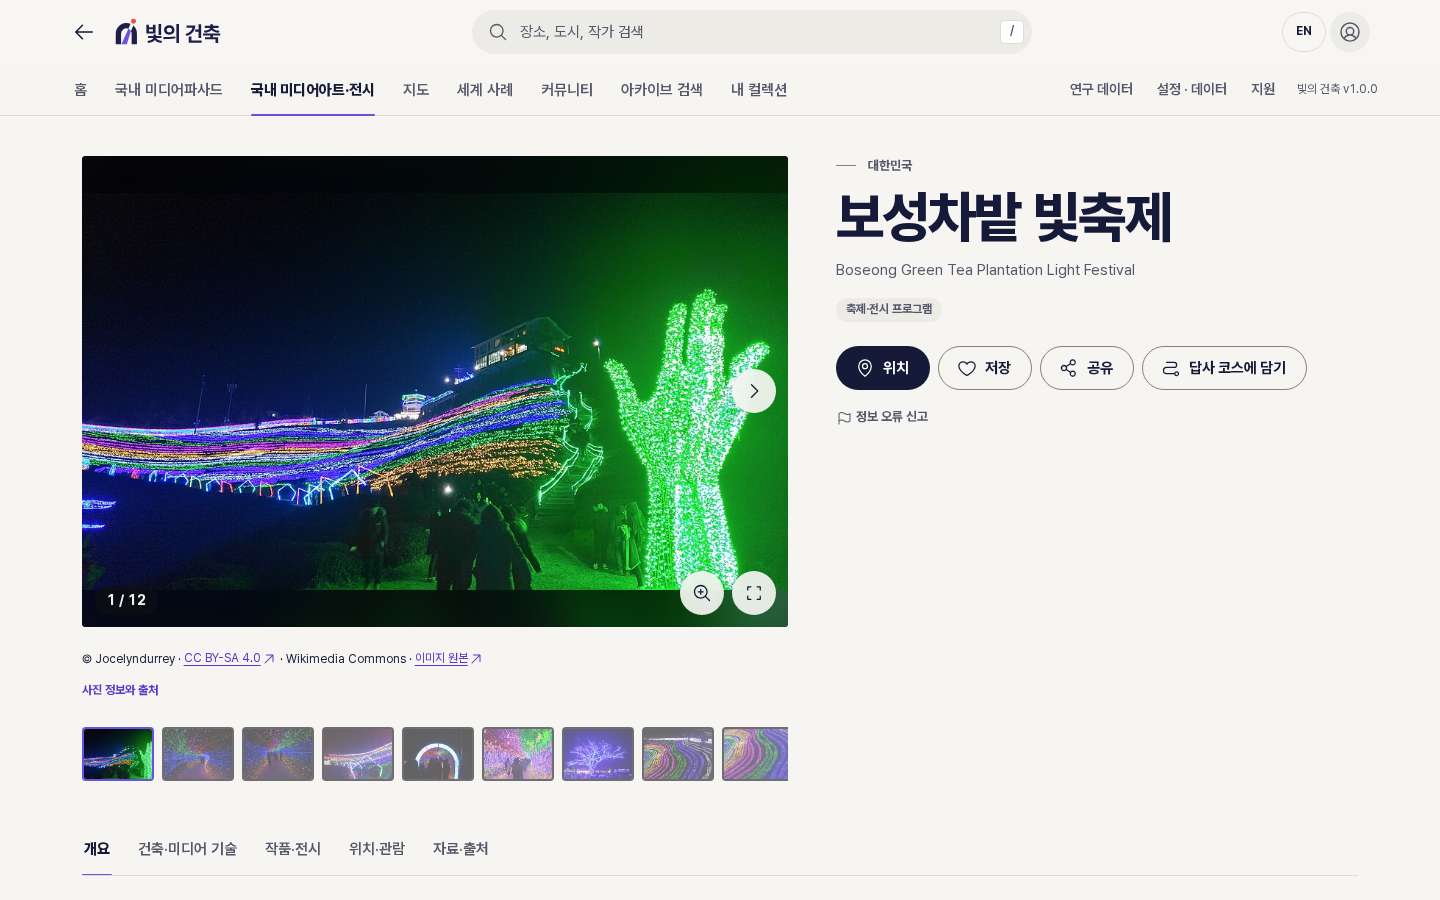 빛의 건축
장소, 도시, 작가 검색
/
EN
홈
국내 미디어파사드
국내 미디어아트·전시
지도
세계 사례
커뮤니티
아카이브 검색
내 컬렉션
연구 데이터
설정 · 데이터
지원
빛의 건축 v1.0.0
대한민국
보성차밭 빛축제
Boseong Green Tea Plantation Light Festival
축제·전시 프로그램
위치
저장
공유
답사 코스에 담기
정보 오류 신고
1 / 12
© Jocelyndurrey · CC BY-SA 4.0 · Wikimedia Commons · 이미지 원본
사진 정보와 출처
개요
건축·미디어 기술
작품·전시
위치·관람
자료·출처